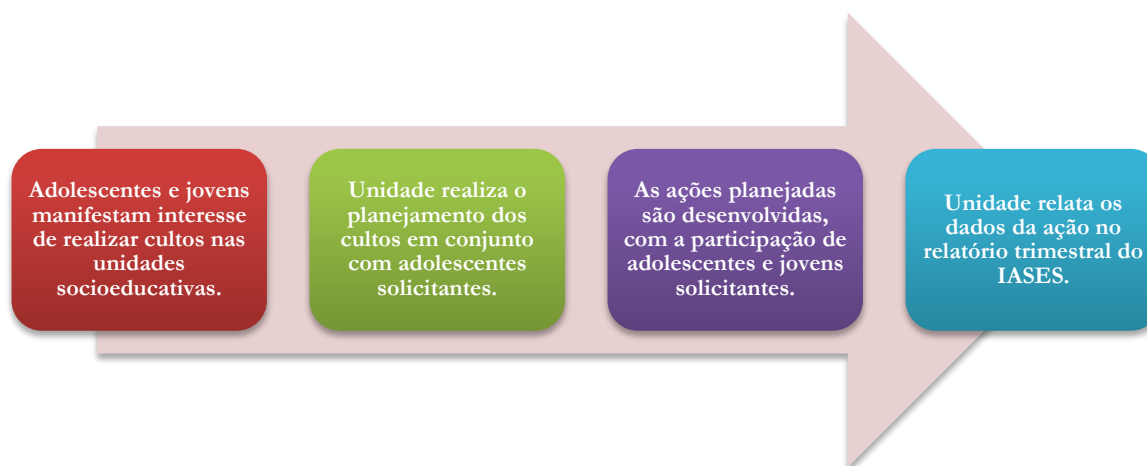 Adolescentes e jovens
manifestam interesse
de realizar cultos nas
unidades
socioeducativas.
Unidade realiza o
planejamento dos
cultos em conjunto
com adolescentes
solicitantes.
As ações planejadas
são desenvolvidas,
com a participação de
adolescentes e jovens
solicitantes.
Unidade relata os
dados da ação no
relatório trimestral do
IASES.